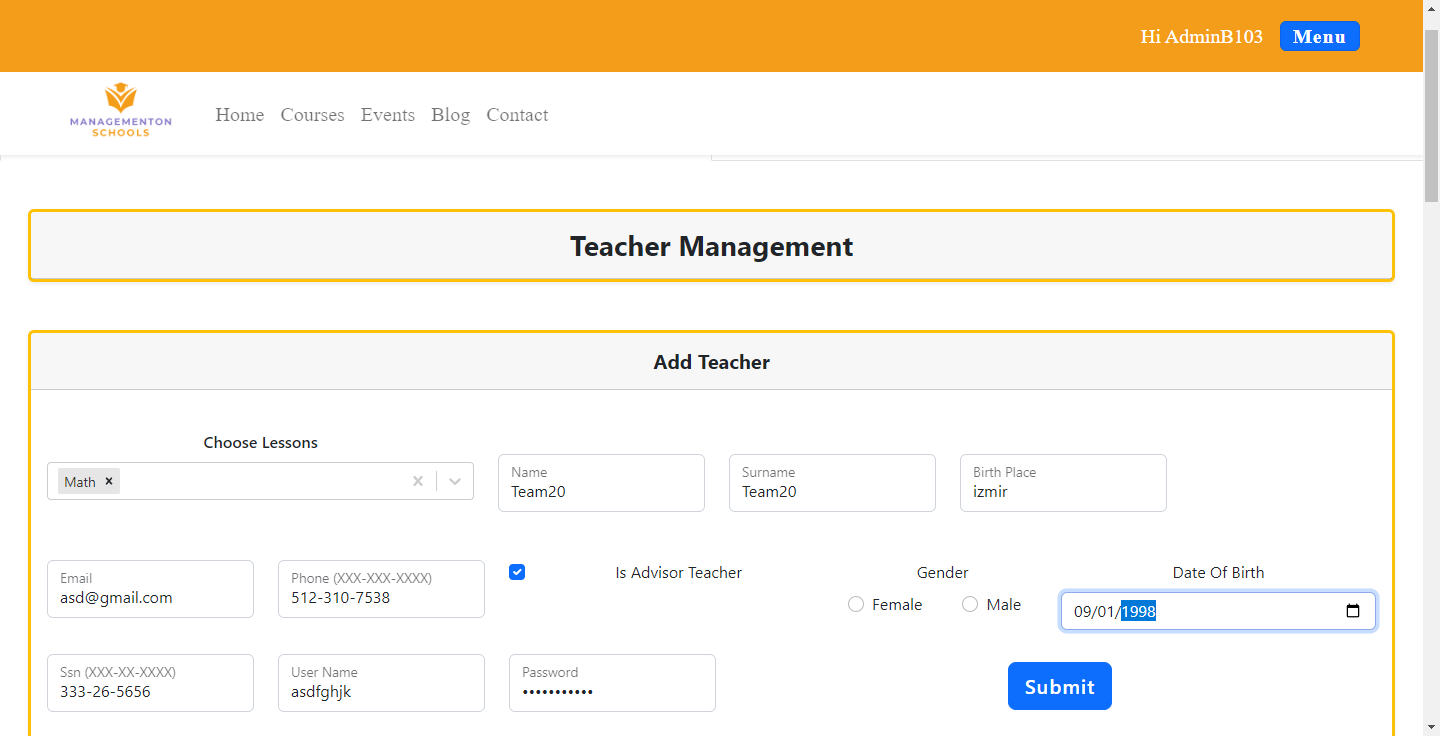 Hi AdminB103 Menu
MANAGEMENTON
SCHOOLS
Home Courses Events Blog Contact
Teacher Management
Add Teacher
Choose Lessons
Math
Name
Team20
Surname
Team20
Birth Place
izmir
Email
asd@gmail.com
Phone (XXX-XXX-XXXX)
512-310-7538
Is Advisor Teacher
Gender
Female Male
Date Of Birth
09/01/1998
Ssn (XXX-XX-XXXX)
333-26-5656
User Name
asdfghjk
Password
•••••••••••
Submit